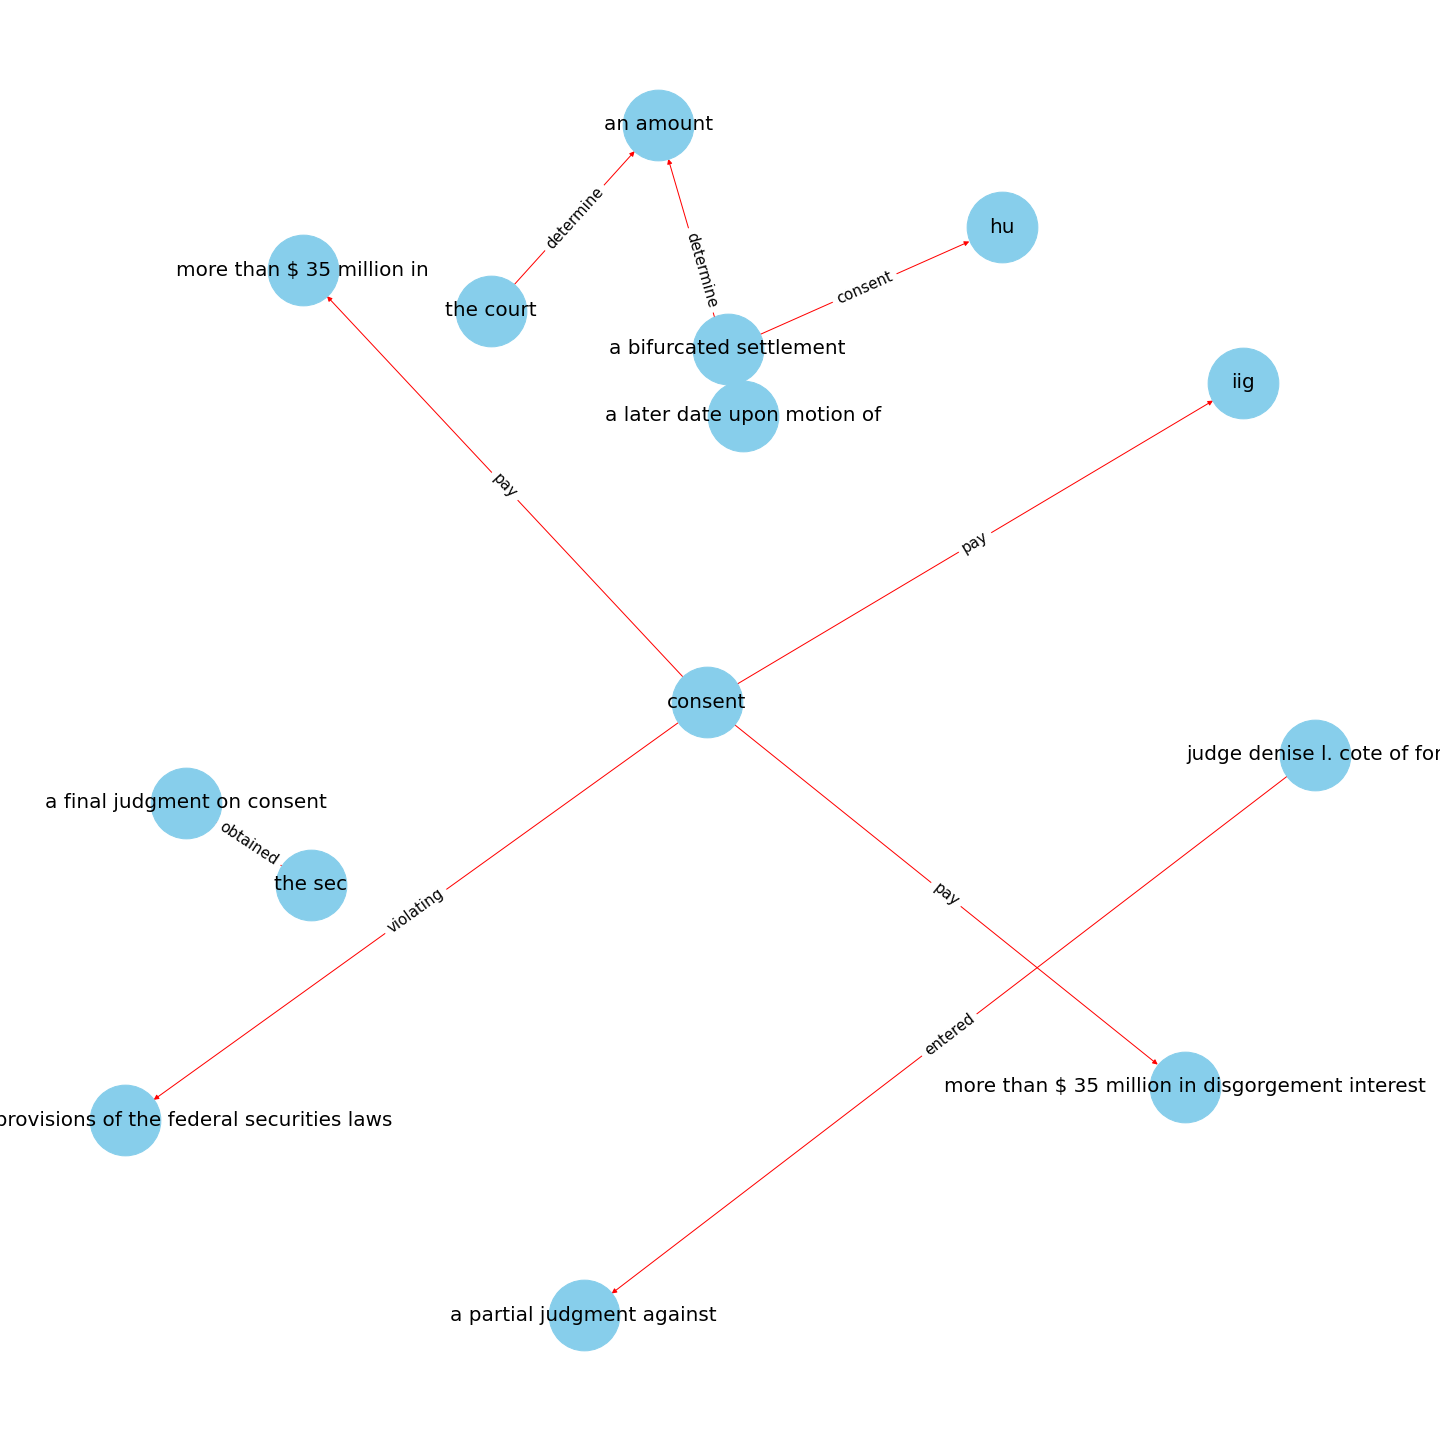 an amount
determine
hu
determine
more than $ 35 million in
consent
the court
a bifurcated settlement
iig
a later date upon motion of
pay
pay
consent
judge denise l. cote of for
a final judgment on consent
obtained
the sec
pay
violating
entered
more than $ 35 million in disgorgement interest
provisions of the federal securities laws
a partial judgment against